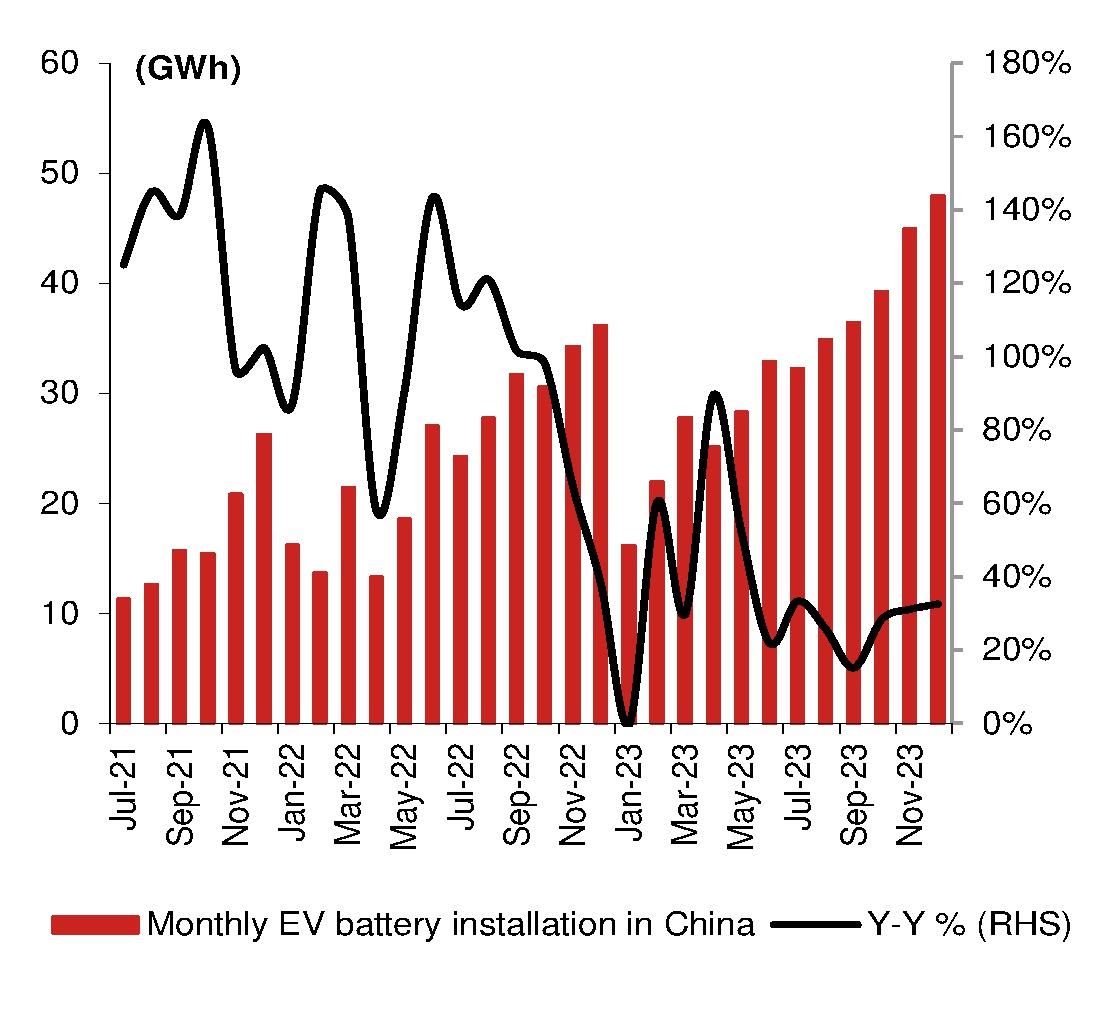 (GWh)
60
50
40
30
20
10
0
180%
160%
140%
120%
100%
80%
60%
40%
20%
0%
Jul-21
Sep-21
Nov-21
Jan-22
Mar-22
May-22
Jul-22
Sep-22
Nov-22
Jan-23
Mar-23
May-23
Jul-23
Sep-23
Nov-23
Monthly EV battery installation in China
Y-Y % (RHS)